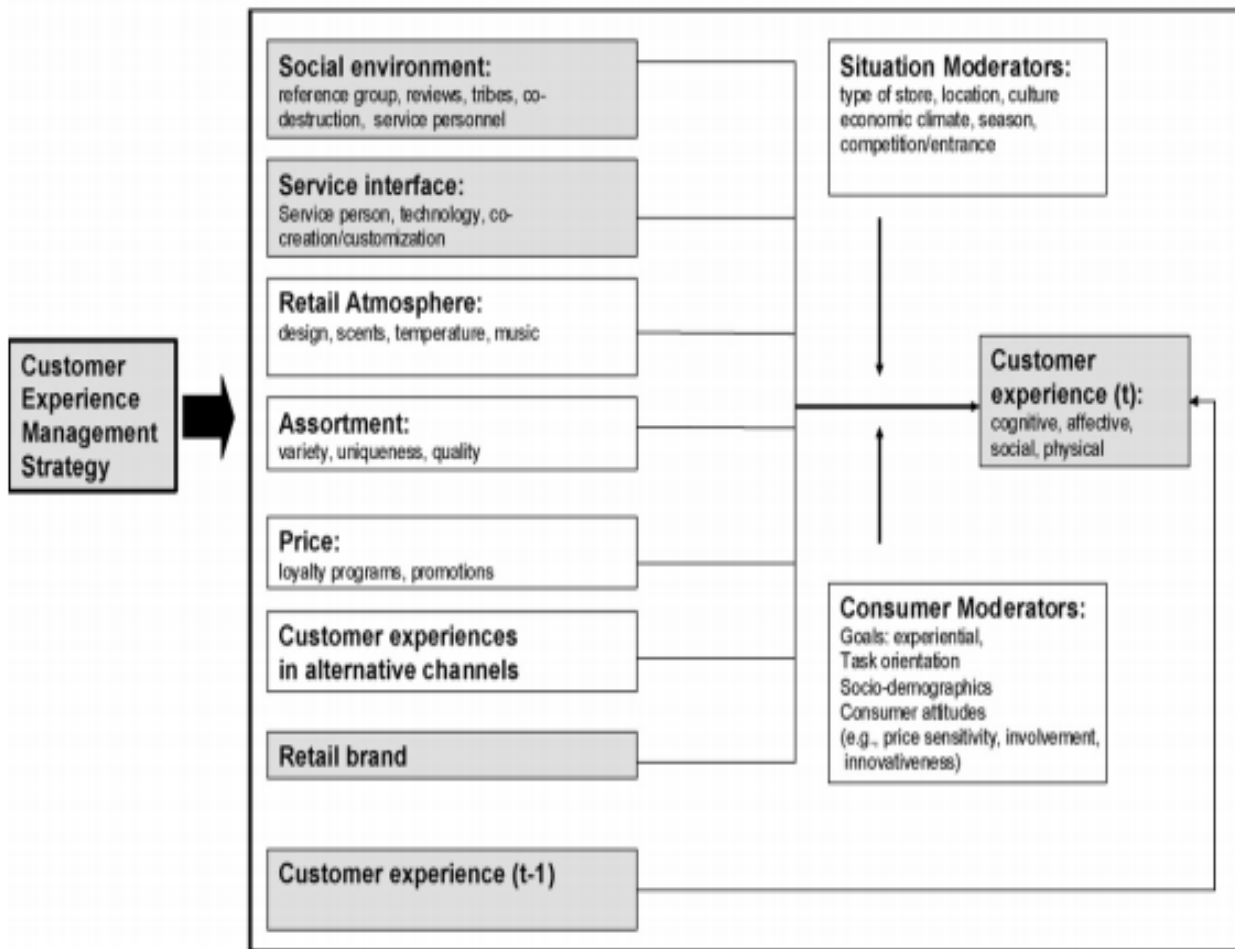 Customer
Experience
Management
Strategy
Social environment:
reference group, reviews, tribes, co-
destruction, service personnel
Service interface:
Service person, technology, co-
creation/customization
Retail Atmosphere:
design, scents, temperature, music
Assortment:
variety, uniqueness, quality
Price:
loyalty programs, promotions
Customer experiences
in alternative channels
Retail brand
Customer experience (t-1)
Situation Moderators:
type of store, location, culture
economic climate, season,
competition/entrance
Customer
experience (t):
cognitive, affective,
social, physical
Consumer Moderators:
Goals: experiential,
Task orientation
Socio-demographics
Consumer attitudes
(e.g., price sensitivity, involvement,
innovativeness)